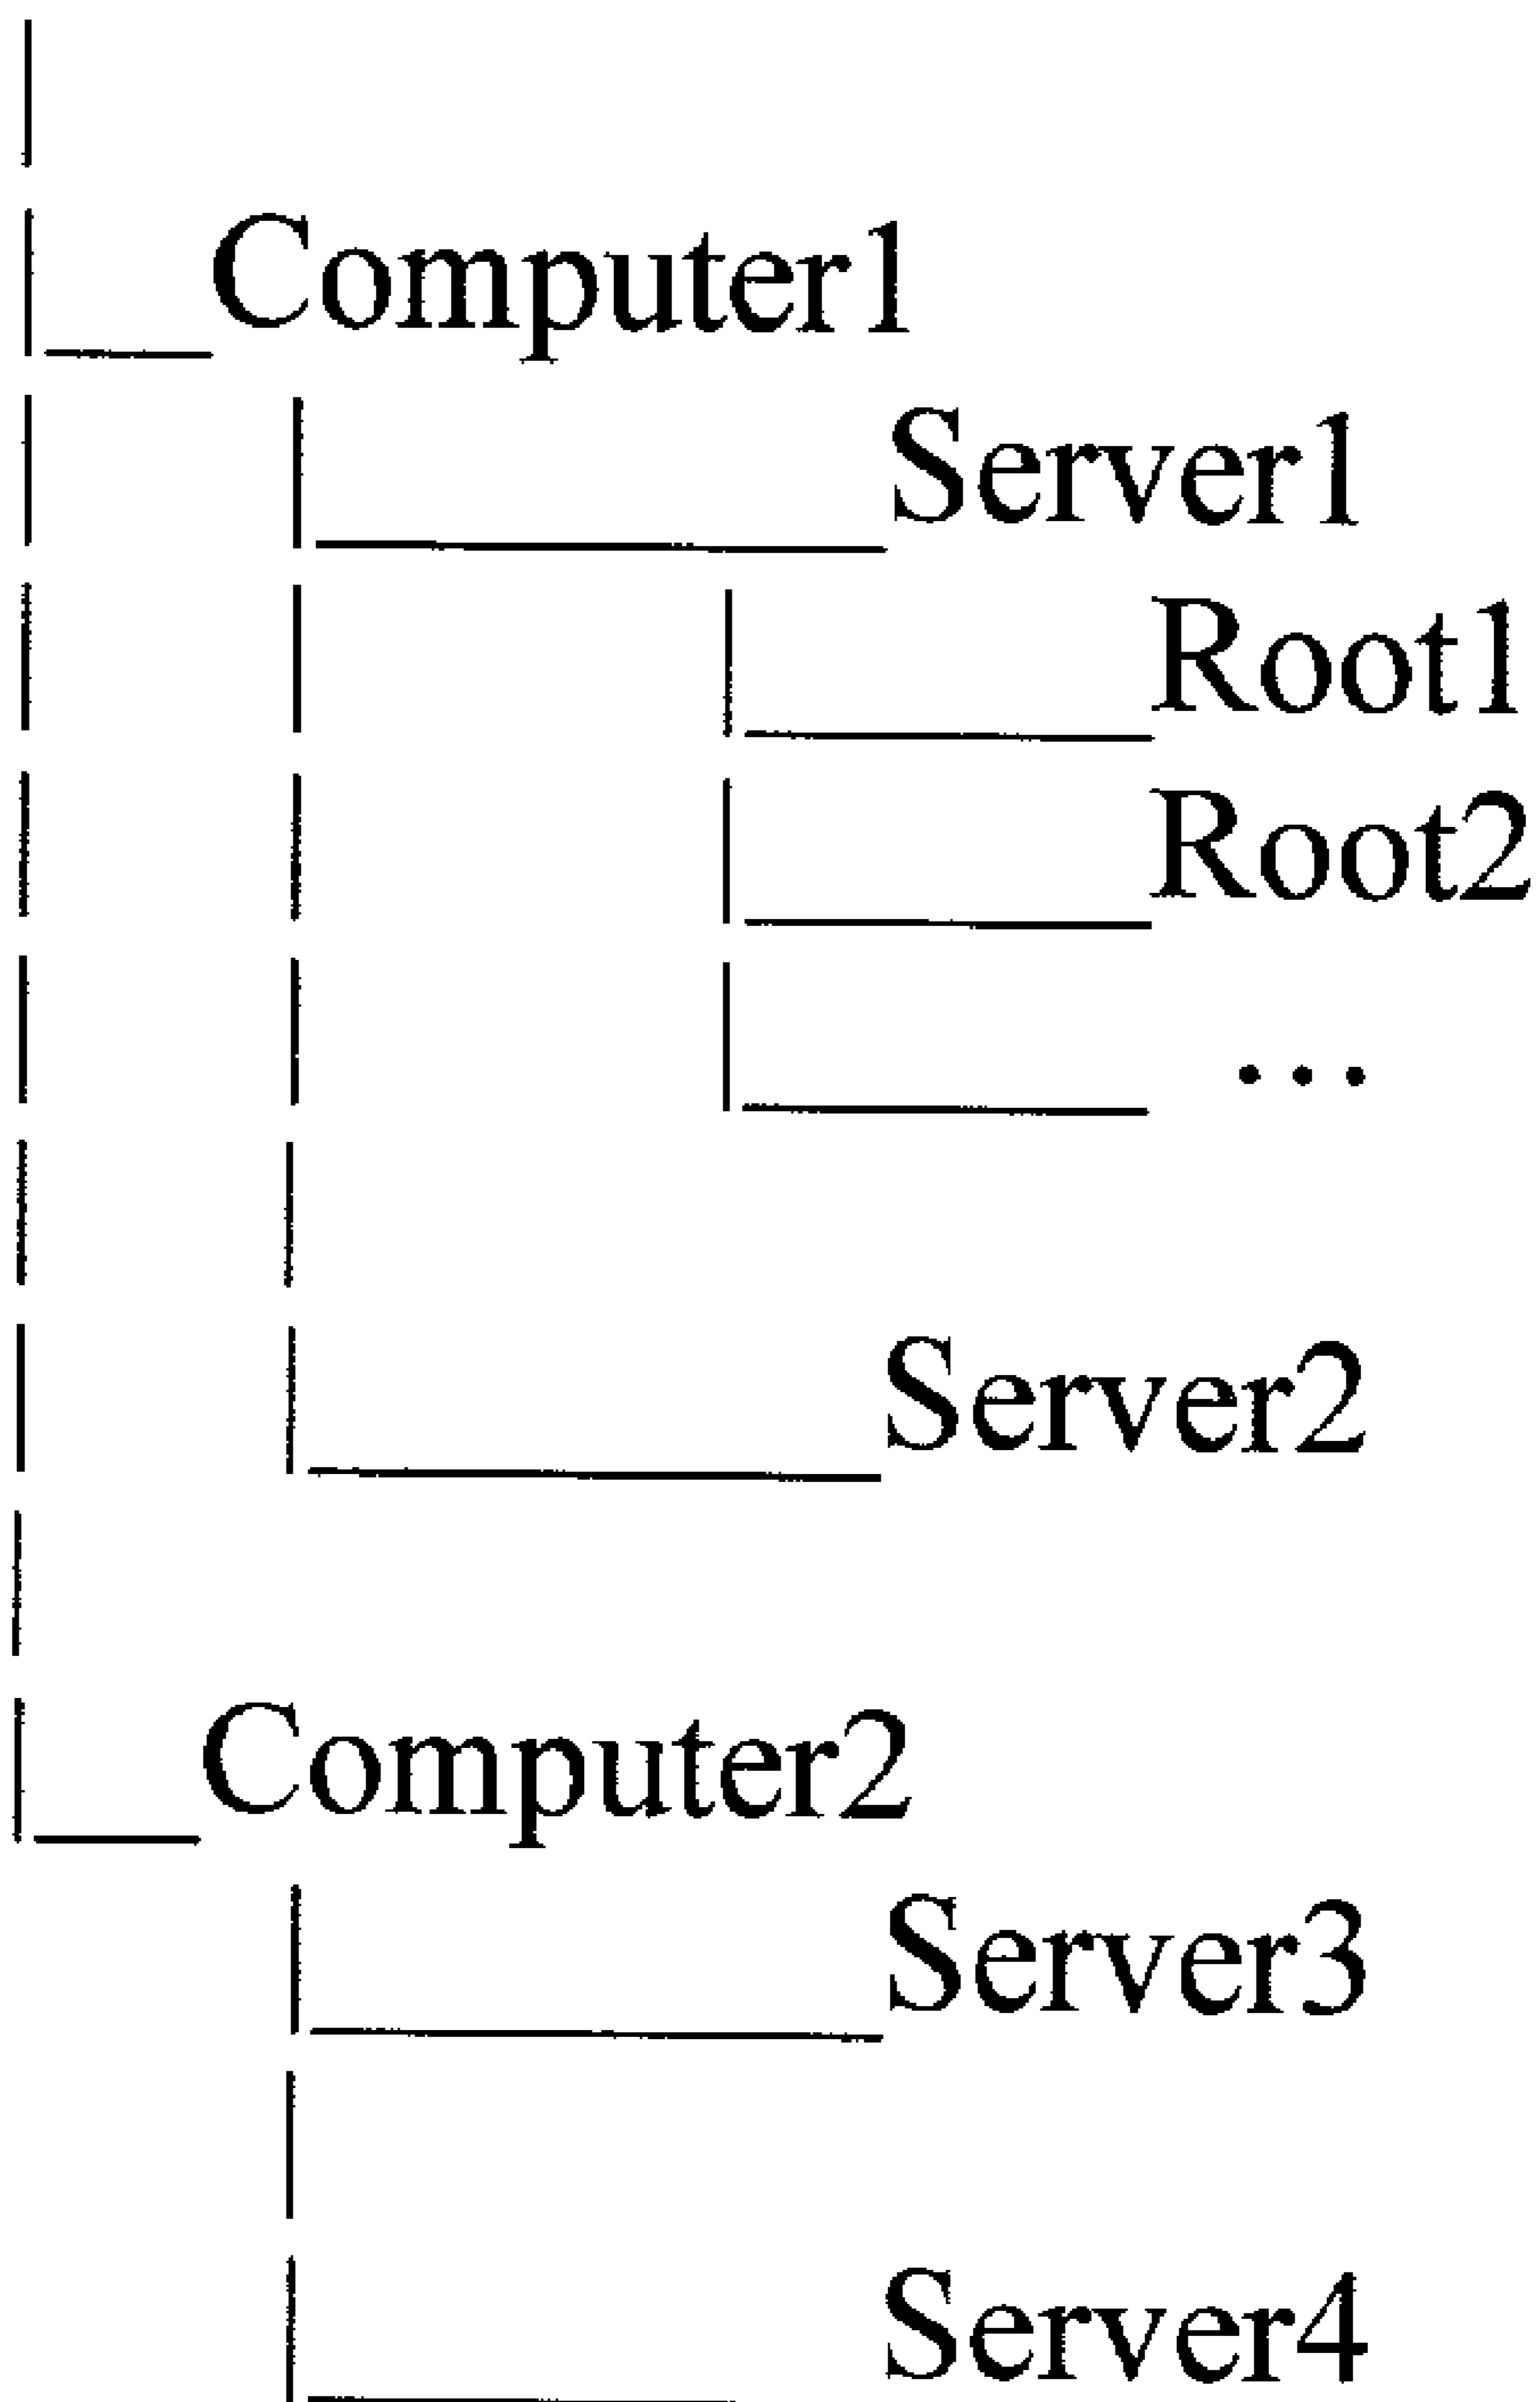 Computer1
Server1
Root1
Root2
...
Server2
Computer2
Server3
Server4